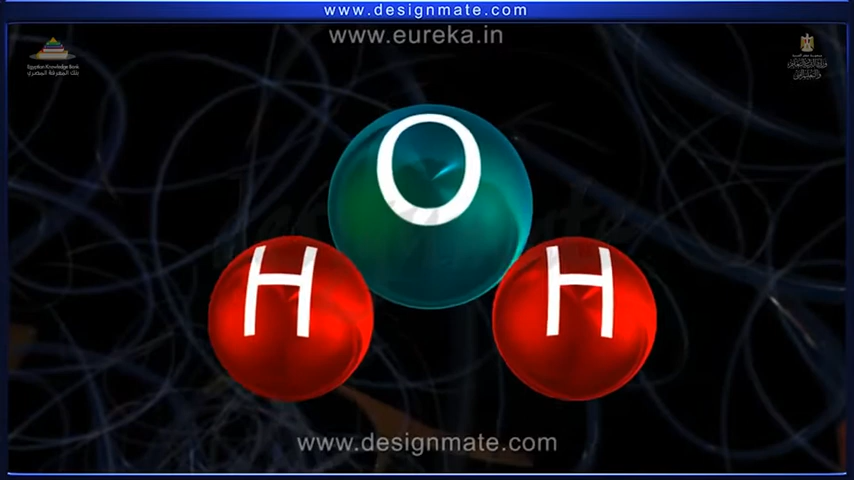 www.designmate.com
www.eureka.in
Egyptian Knowledge Bank
بنك المعرفة المصري
O
H H
www.designmate.com